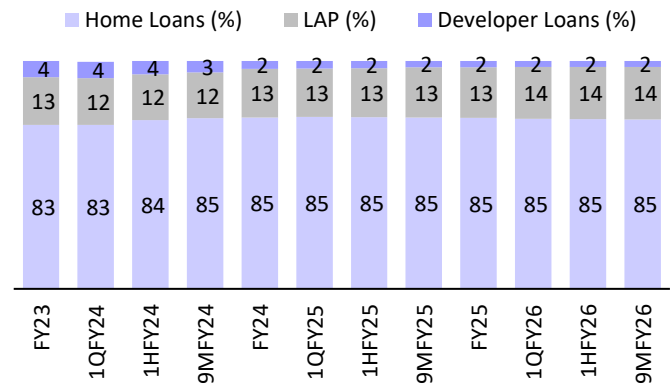 Home Loans (%) LAP (%) Developer Loans (%)
4 4 4 3 2 2 2 2 2 2 2 2
13 12 12 12 13 13 13 13 13 14 14 14
83 83 84 85 85 85 85 85 85 85 85 85
FY23 1QFY24 1HFY24 9MFY24 FY24 1QFY25 1HFY25 9MFY25 FY25 1QFY26 1HFY26 9MFY26